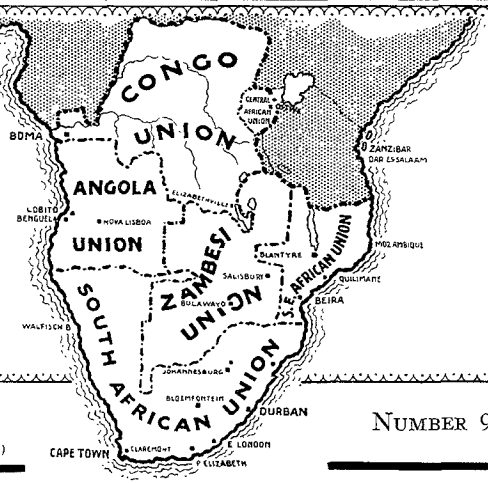 CONGO
UNION
CENTRAL
AFRICAN
UNION
BOMA
ZANZIBAR
DAR ESSALAAM
ANGOLA
UNION
ELIZABETHVILLE
LOBITO
BENGUEL
NOVA LISBOA
ZAMBESI
UNION
BLANTYRE
SALISBURY
BULAWAYO
S.E. AFRICAN UNION
MOZAMBIQUE
QUILIMANE
BEIRA
WALFISCH B
SOUTH AFRICAN UNION
JOHANNESBURG
BLOEMFONTEIN
DURBAN
E LONDON
P ELIZABETH
CLAREMONT
CAPE TOWN
NUMBER 9
)